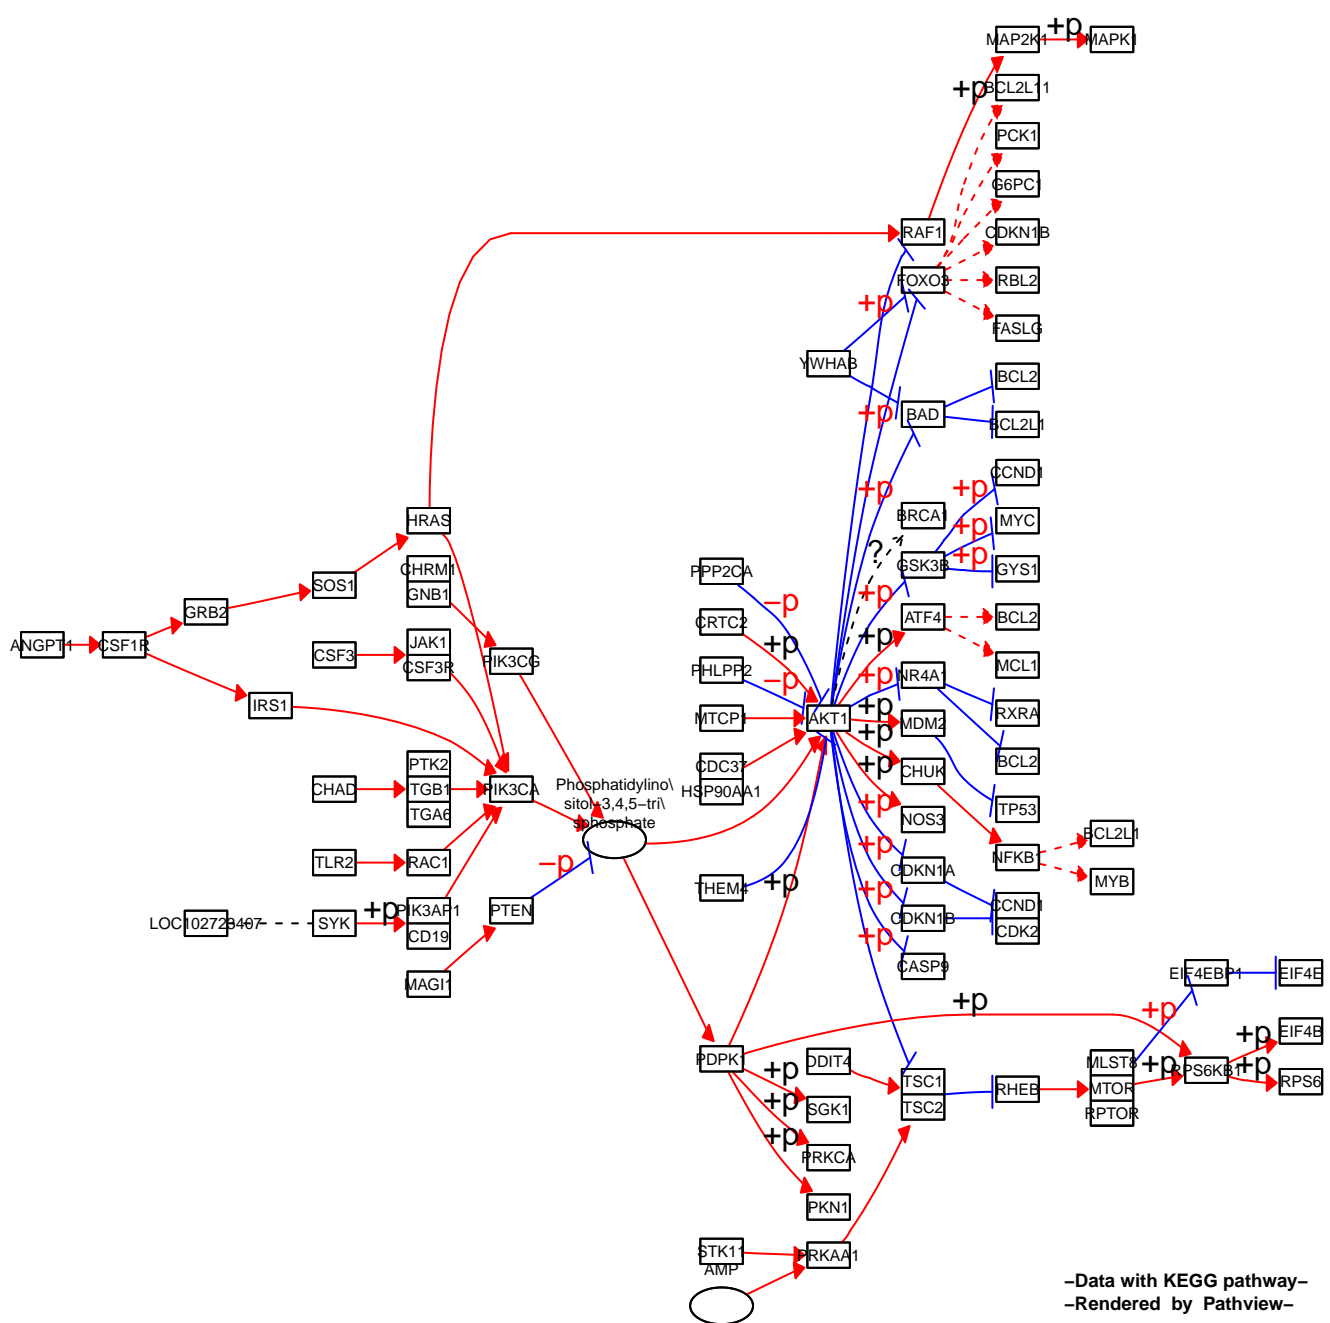 MAP2K1
+p
MAPK1
+p
BCL2L11
PCK1
G6PC1
RAF1
CDKN1B
FOXO3
RBL2
+p
FASLG
YWHAB
BCL2
+p
BAD
BCL2L1
CCND1
+p
+p
BRCA1
MYC
HRAS
+p
?
+p
GSK3B
GYS1
CHRM1
PPP2CA
SOS1
GNB1
–p
+p
GRB2
CRTC2
ATF4
BCL2
ANGPT1
CSF1R
CSF3
JAK1
+p
+p
CSF3R
PIK3CG
PHLPP2
–p
+p
NR4A1
MCL1
IRS1
+p
MTCP1
AKT1
MDM2
RXRA
+p
PTK2
CDC37
+p
CHUK
BCL2
CHAD
TGB1
PIK3CA
Phosphatidylino\
sitol–3,4,5–tri\
sphosphate
HSP90AA1
+p
TGA6
NOS3
TP53
+p
BCL2L1
TLR2
RAC1
–p
CDKN1A
NFKB1
THEM4
+p
+p
MYB
LOC102723407
SYK
+p
PIK3AP1
PTEN
CDKN1B
CCND1
CD19
+p
CDK2
MAGI1
CASP9
EIF4EBP1
EIF4E
+p
+p
PDPK1
DDIT4
MLST8
+p
EIF4B
+p
TSC1
RHEB
MTOR
+p
RPS6KB1
+p
RPS6
+p
SGK1
TSC2
RPTOR
+p
PRKCA
PKN1
STK11
PRKAA1
AMP
–Data with KEGG pathway–
–Rendered by Pathview–